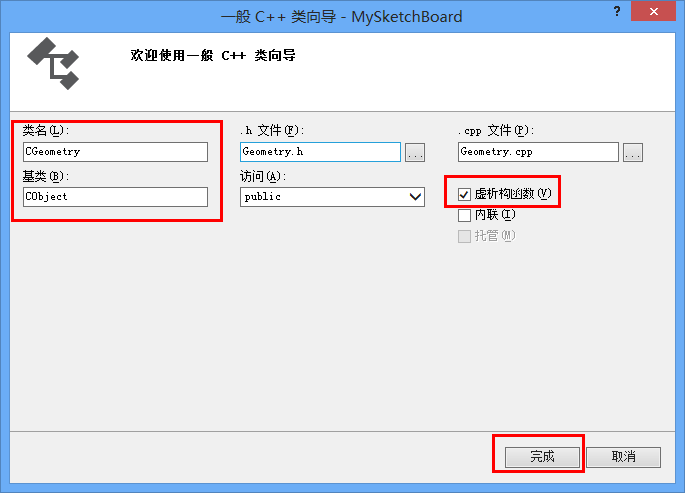 一般 C++ 类向导 - MySketchBoard
?
欢迎使用一般 C++ 类向导
类名(L):
.h 文件(F):
.cpp 文件(P):
CGeometry
Geometry.h
...
Geometry.cpp
...
基类(B):
访问(A):
CObject
public
虚析构函数(V)
内联(I)
托管(M)
完成
取消